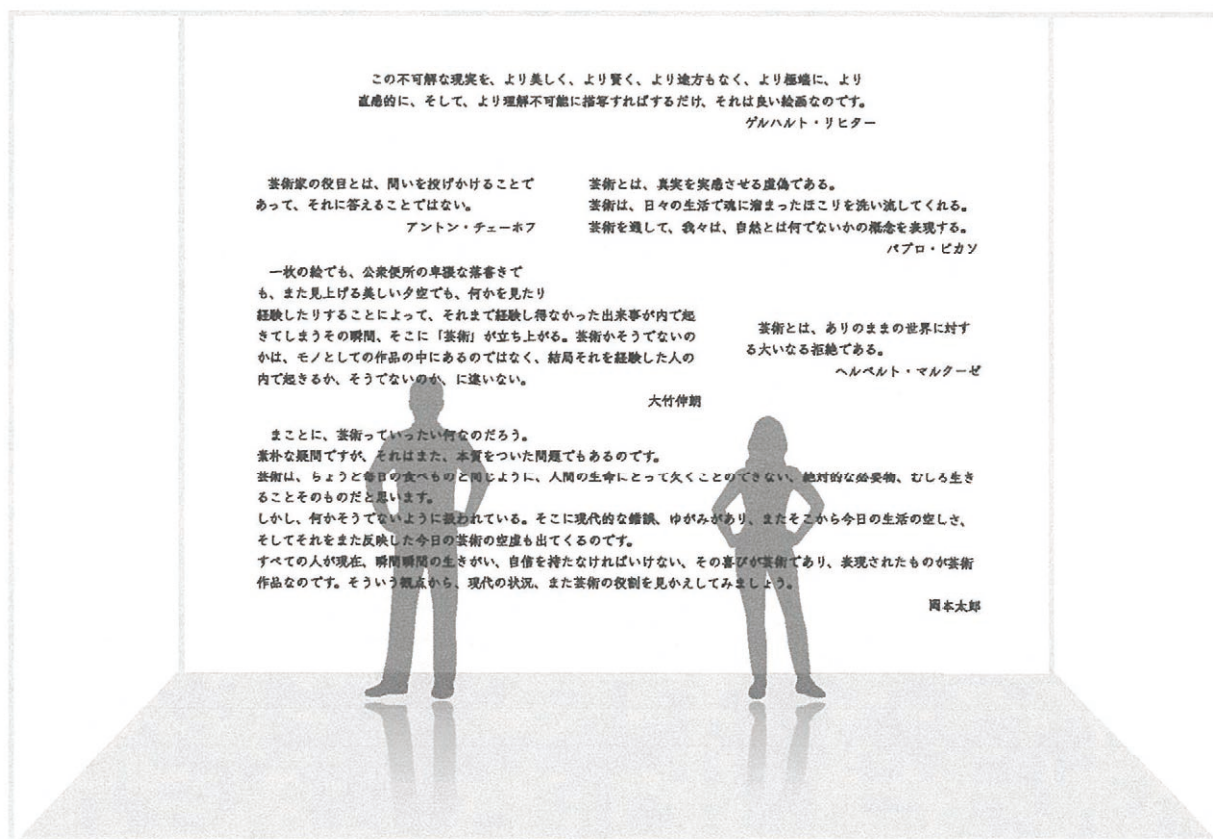 この不可解な現実を、より美しく、より賢く、より途方もなく、より極端に、より
直感的に、そして、より理解不可能に描写すればするだけ、それは良い絵画なのです。
ゲルハルト・リヒター
芸術家の役目とは、問いを投げかけることで
あって、それに答えることではない。
アントン・チェーホフ
芸術とは、真実を実感させる虚偽である。
芸術は、日々の生活で魂に溜まったほこりを洗い流してくれる。
芸術を通して、我々は、自然とは何でないかの概念を表現する。
パブロ・ピカソ
一枚の絵でも、公衆便所の卑猥な落書きで
も、また見上げる美しい夕空でも、何かを見たり
経験したりすることによって、それまで経験し得なかった出来事が内で起
きてしまうその瞬間、そこに「芸術」が立ち上がる。芸術かそうでないの
かは、モノとしての作品の中にあるのではなく、結局それを経験した人の
内で起きるか、そうでないのか、に違いない。
大竹伸朗
芸術とは、ありのままの世界に対す
る大いなる拒絶である。
ヘルベルト・マルクーゼ
まことに、芸術っていったい何なのだろう。
素朴な疑問ですが、それはまた、本質をついた問題でもあるのです。
芸術は、ちょうど毎日の食べものと同じように、人間の生命にとって欠くことのできない、絶対的な必要物、むしろ生き
ることそのものだと思います。
しかし、何かそうでないように扱われている。そこに現代的な錯誤、ゆがみがあり、またそこから今日の生活の空しさ、
そしてそれをまた反映した今日の芸術の空虚も出てくるのです。
すべての人が現在、瞬間瞬間の生きがい、自信を持たなければいけない、その喜びが芸術であり、表現されたものが芸術
作品なのです。そういう観点から、現代の状況、また芸術の役割を見かえしてみましょう。
岡本太郎